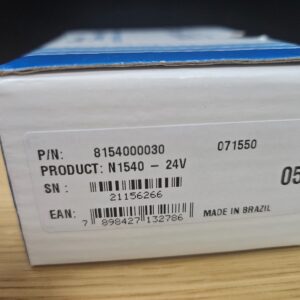 P/N: 8154000030 071550
PRODUCT: N1540 - 24V
SN: 21156266
05
EAN: 7 898427 132786 MADE IN BRAZIL